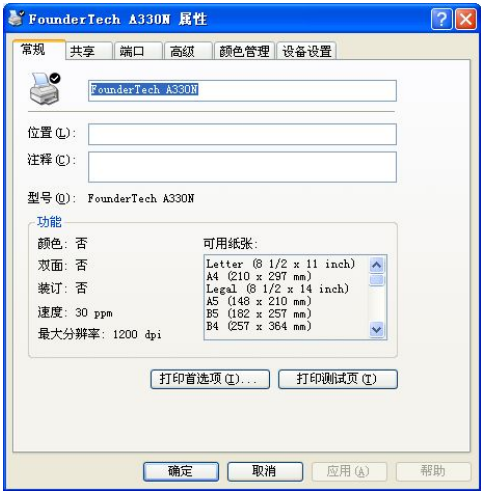 FounderTech A330N 属性
常规 共享 端口 高级 颜色管理 设备设置
FounderTech A330N
位置(L):
注释(C):
型号(O): FounderTech A330N
功能
颜色: 否
双面: 否
装订: 否
速度: 30 ppm
最大分辨率: 1200 dpi
可用纸张:
Letter (8 1/2 x 11 inch)
A4 (210 x 297 mm)
Legal (8 1/2 x 14 inch)
A5 (148 x 210 mm)
B5 (182 x 257 mm)
B4 (257 x 364 mm)
打印首选项(I)... 打印测试页(T)
确定 取消 应用(A) 帮助